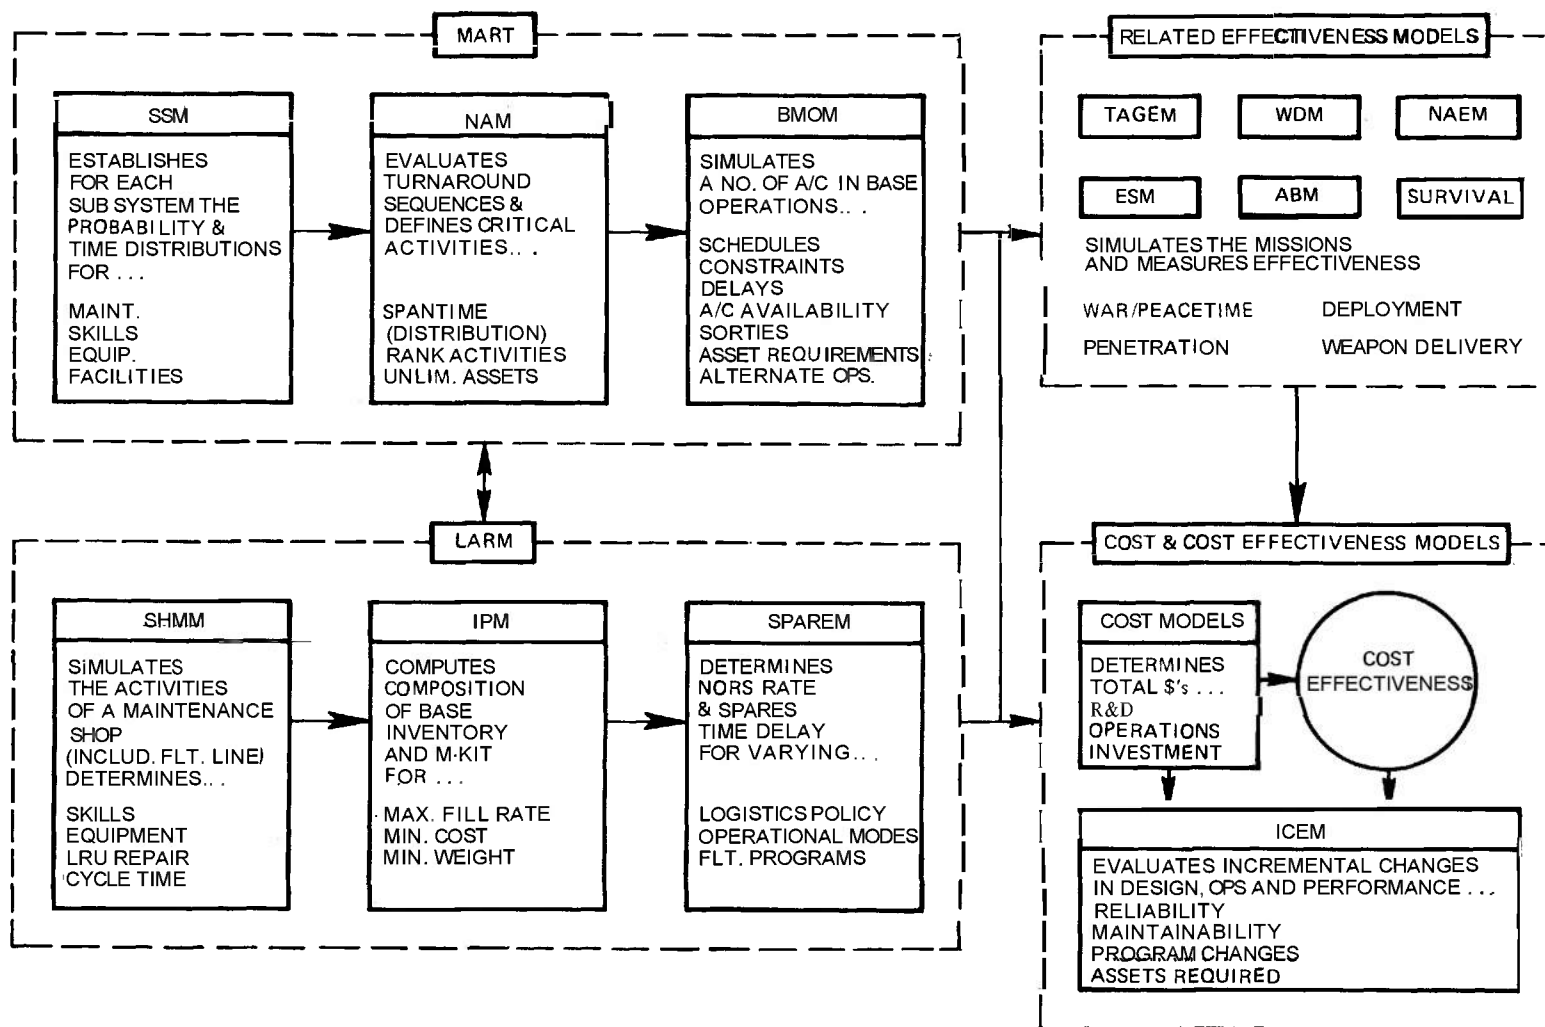 MART
SSM
ESTABLISHES
FOR EACH
SUB SYSTEM THE
PROBABILITY &
TIME DISTRIBUTIONS
FOR ...
MAINT.
SKILLS
EQUIP.
FACILITIES
NAM
EVALUATES
TURNAROUND
SEQUENCES &
DEFINES CRITICAL
ACTIVITIES...
SPANTIME
(DISTRIBUTION)
RANK ACTIVITIES
UNLIM. ASSETS
BMOM
SIMULATES
A NO. OF A/C IN BASE
OPERATIONS...
SCHEDULES
CONSTRAINTS
DELAYS
A/C AVAILABILITY
SORTIES
ASSET REQUIREMENTS
ALTERNATE OPS.
RELATED EFFECTIVENESS MODELS
TAGEM
WDM
NAEM
ESM
ABM
SURVIVAL
SIMULATES THE MISSIONS
AND MEASURES EFFECTIVENESS
WAR/PEACETIME
DEPLOYMENT
PENETRATION
WEAPON DELIVERY
LARM
SHMM
SIMULATES
THE ACTIVITIES
OF A MAINTENANCE
SHOP
(INCLUD. FLT. LINE)
DETERMINES...
SKILLS
EQUIPMENT
LRU REPAIR
CYCLE TIME
IPM
COMPUTES
COMPOSITION
OF BASE
INVENTORY
AND M-KIT
FOR ...
MAX. FILL RATE
MIN. COST
MIN. WEIGHT
SPAREM
DETERMINES
NORS RATE
& SPARES
TIME DELAY
FOR VARYING...
LOGISTICS POLICY
OPERATIONAL MODES
FLT. PROGRAMS
COST & COST EFFECTIVENESS MODELS
COST MODELS
DETERMINES
TOTAL $'s ...
R&D
OPERATIONS
INVESTMENT
COST
EFFECTIVENESS
ICEM
EVALUATES INCREMENTAL CHANGES
IN DESIGN, OPS AND PERFORMANCE ...
RELIABILITY
MAINTAINABILITY
PROGRAM CHANGES
ASSETS REQUIRED